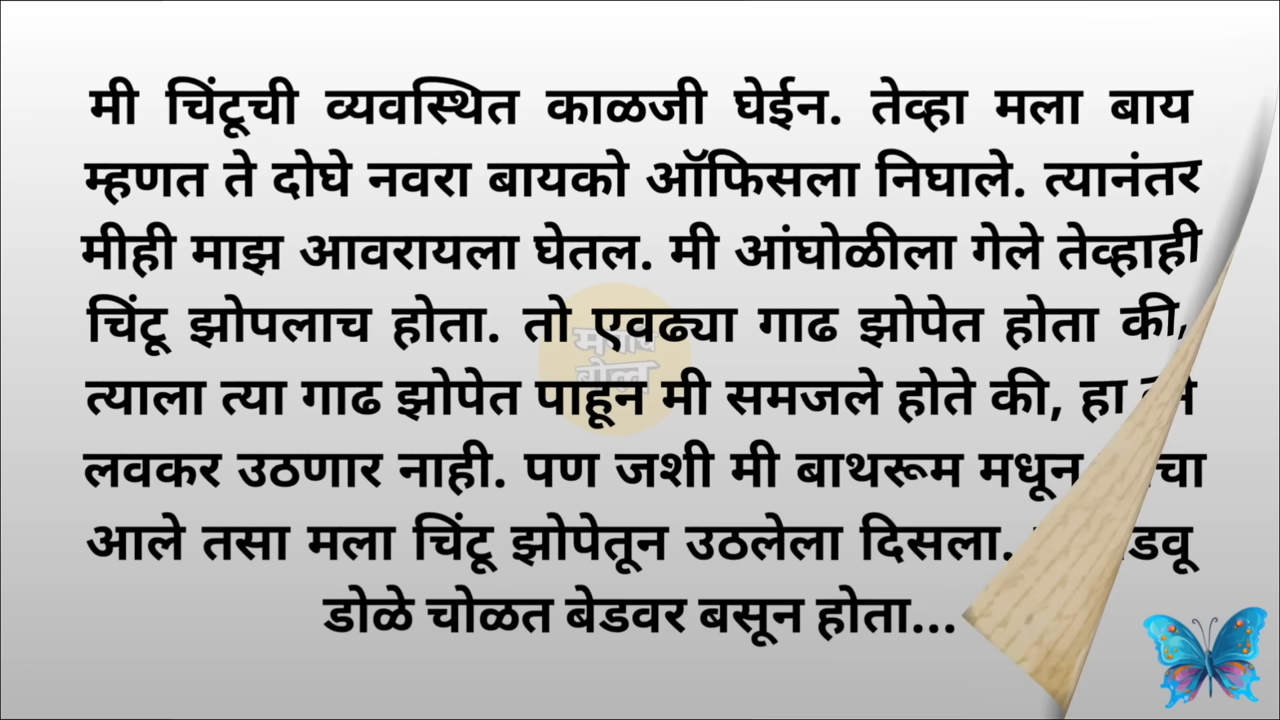 मी चिंटूची व्यवस्थित काळजी घेईन. तेव्हा मला बाय
म्हणत ते दोघे नवरा बायको ऑफिसला निघाले. त्यानंतर
मीही माझ आवरायला घेतल. मी आंघोळीला गेले तेव्हाही
चिंटू झोपलाच होता. तो एवढ्या गाढ झोपेत होता की,
त्याला त्या गाढ झोपेत पाहून मी समजले होते की, हा
लवकर उठणार नाही. पण जशी मी बाथरूम मधून
आले तसा मला चिंटू झोपेतून उठलेला दिसला.
डोळे चोळत बेडवर बसून होता...